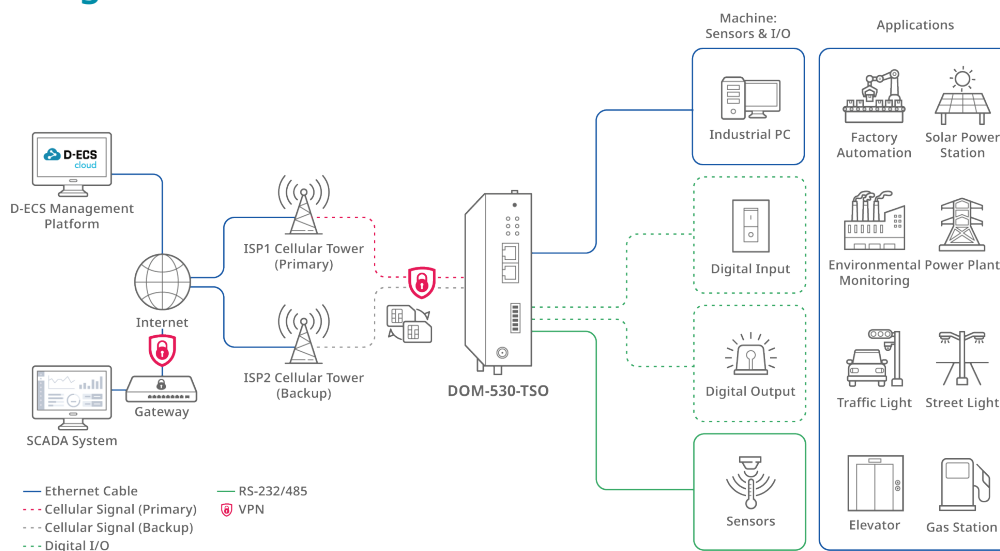 Machine:
Sensors & I/O
Applications
Industrial PC
Factory
Automation
Solar Power
Station
D-ECS
cloud
D-ECS Management
Platform
ISP1 Cellular Tower
(Primary)
Digital Input
Environmental
Monitoring
Power Plant
Internet
ISP2 Cellular Tower
(Backup)
DOM-530-TSO
Digital Output
Traffic Light
Street Light
Gateway
SCADA System
Sensors
Elevator
Gas Station
Ethernet Cable
Cellular Signal (Primary)
Cellular Signal (Backup)
Digital I/O
RS-232/485
VPN